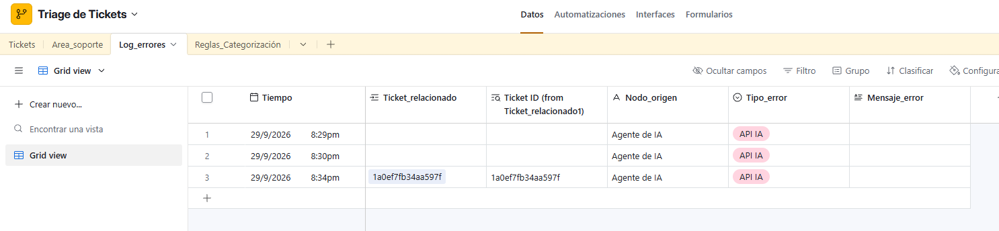 Triage de Tickets
Datos Automatizaciones Interfaces Formularios
Tickets Area_soporte Log_errores Reglas_Categorización
Grid view Ocultar campos Filtro Grupo Clasificar Configura
Crear nuevo...
Encontrar una vista
Grid view
Tiempo Ticket_relacionado Ticket ID (from Ticket_relacionado1) Nodo_origen Tipo_error Mensaje_error
1 29/9/2026 8:29pm Agente de IA API IA
2 29/9/2026 8:30pm Agente de IA API IA
3 29/9/2026 8:34pm 1a0ef7fb34aa597f 1a0ef7fb34aa597f Agente de IA API IA